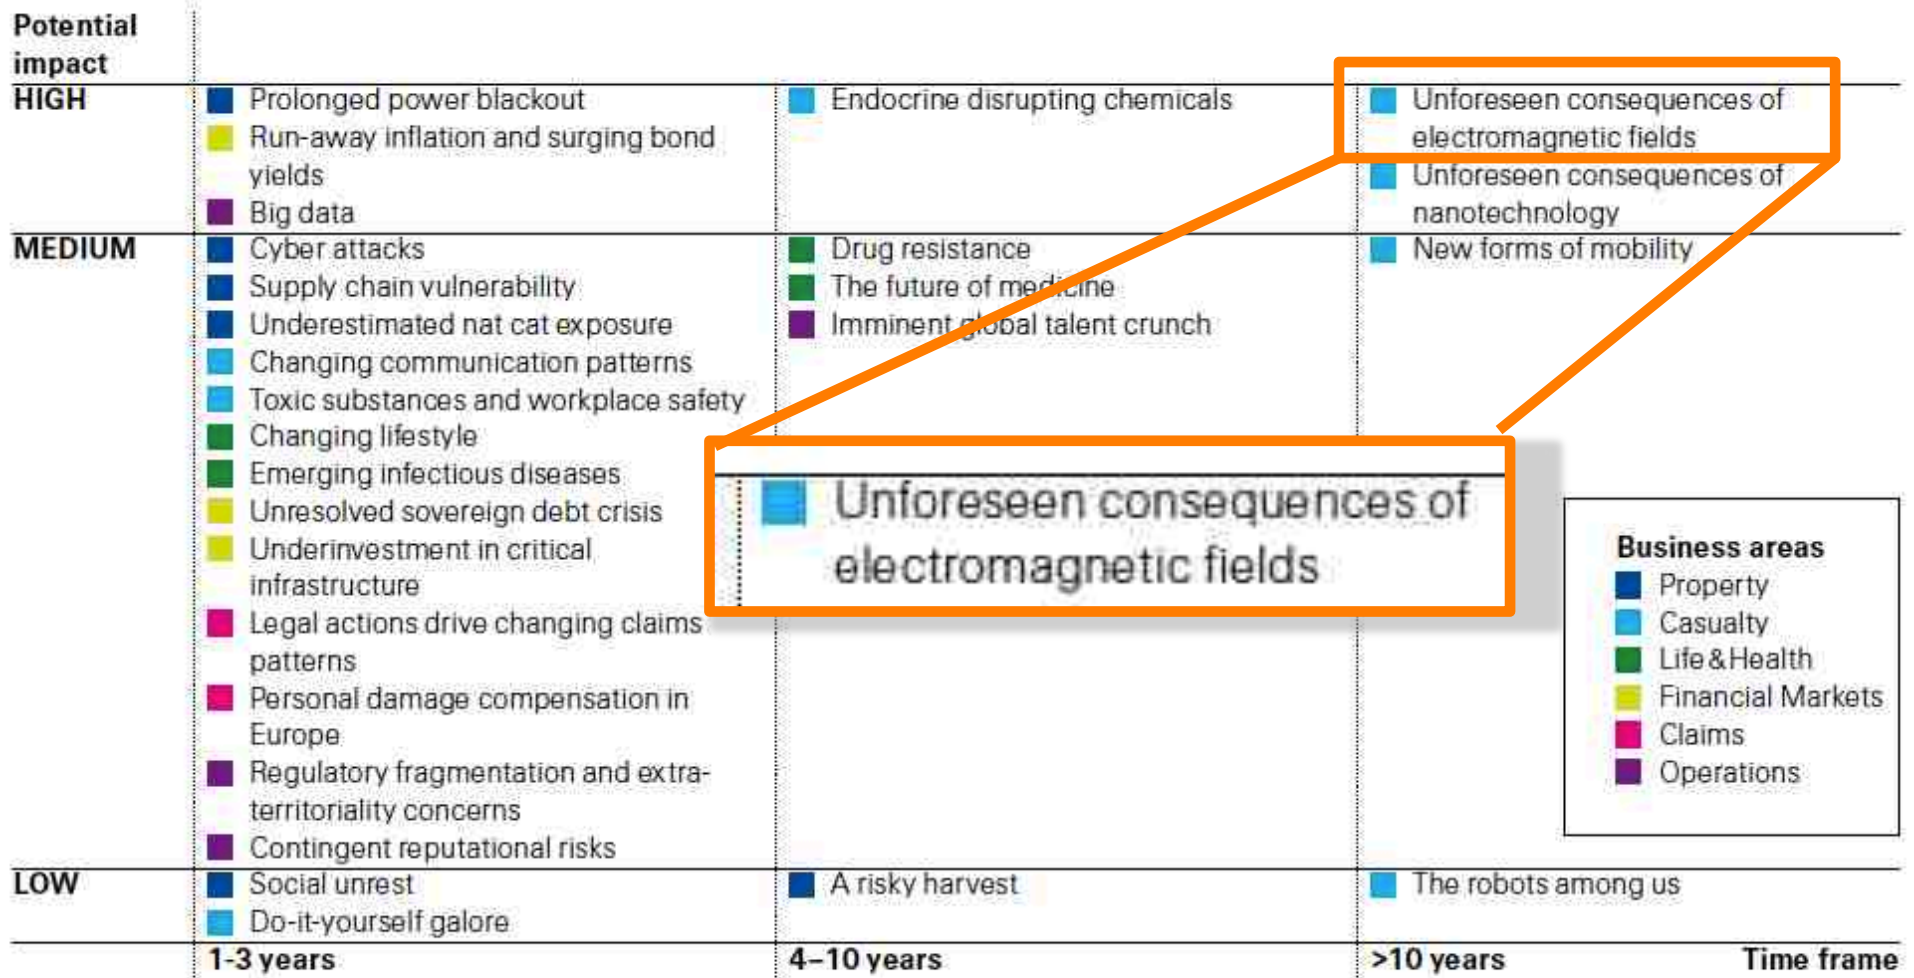 Potential
impact
HIGH
Prolonged power blackout
Run-away inflation and surging bond
yields
Big data
Endocrine disrupting chemicals
Unforeseen consequences of
electromagnetic fields
Unforeseen consequences of
nanotechnology
MEDIUM
Cyber attacks
Supply chain vulnerability
Underestimated nat cat exposure
Changing communication patterns
Toxic substances and workplace safety
Changing lifestyle
Emerging infectious diseases
Unresolved sovereign debt crisis
Underinvestment in critical
infrastructure
Legal actions drive changing claims
patterns
Personal damage compensation in
Europe
Regulatory fragmentation and extra-
territoriality concerns
Contingent reputational risks
Drug resistance
The future of medicine
Imminent global talent crunch
New forms of mobility
Unforeseen consequences of
electromagnetic fields
Business areas
Property
Casualty
Life&Health
Financial Markets
Claims
Operations
LOW
Social unrest
Do-it-yourself galore
A risky harvest
The robots among us
1-3 years
4–10 years
>10 years
Time frame